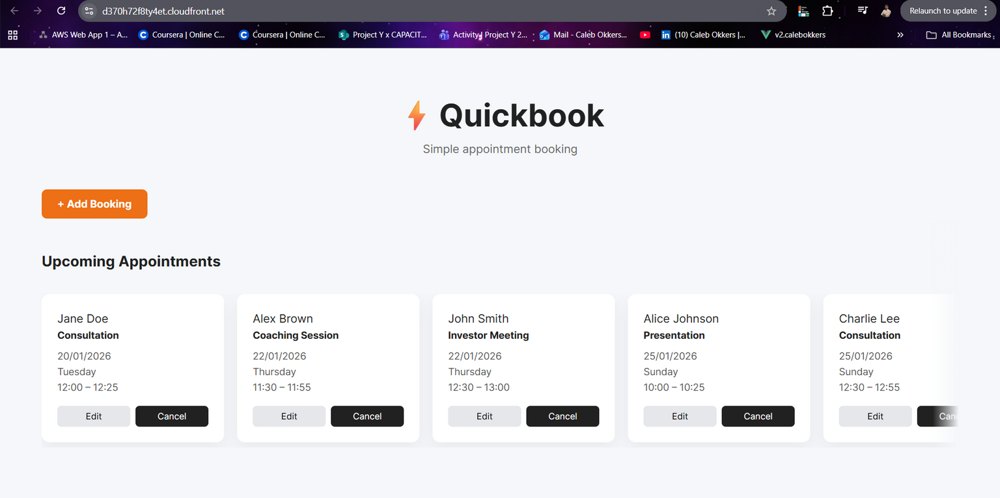 d370h72f8ty4et.cloudfront.net
Relaunch to update
AWS Web App 1 – A...
Coursera | Online C...
Coursera | Online C...
Project Y x CAPACIT...
Activity | Project Y 2...
Mail - Caleb Okkers...
(10) Caleb Okkers |...
v2.calebokkers
All Bookmarks
Quickbook
Simple appointment booking
+ Add Booking
Upcoming Appointments
Jane Doe
Consultation
20/01/2026
Tuesday
12:00 – 12:25
Edit
Cancel
Alex Brown
Coaching Session
22/01/2026
Thursday
11:30 – 11:55
Edit
Cancel
John Smith
Investor Meeting
22/01/2026
Thursday
12:30 – 13:00
Edit
Cancel
Alice Johnson
Presentation
25/01/2026
Sunday
10:00 – 10:25
Edit
Cancel
Charlie Lee
Consultation
25/01/2026
Sunday
12:30 – 12:55
Edit
Can